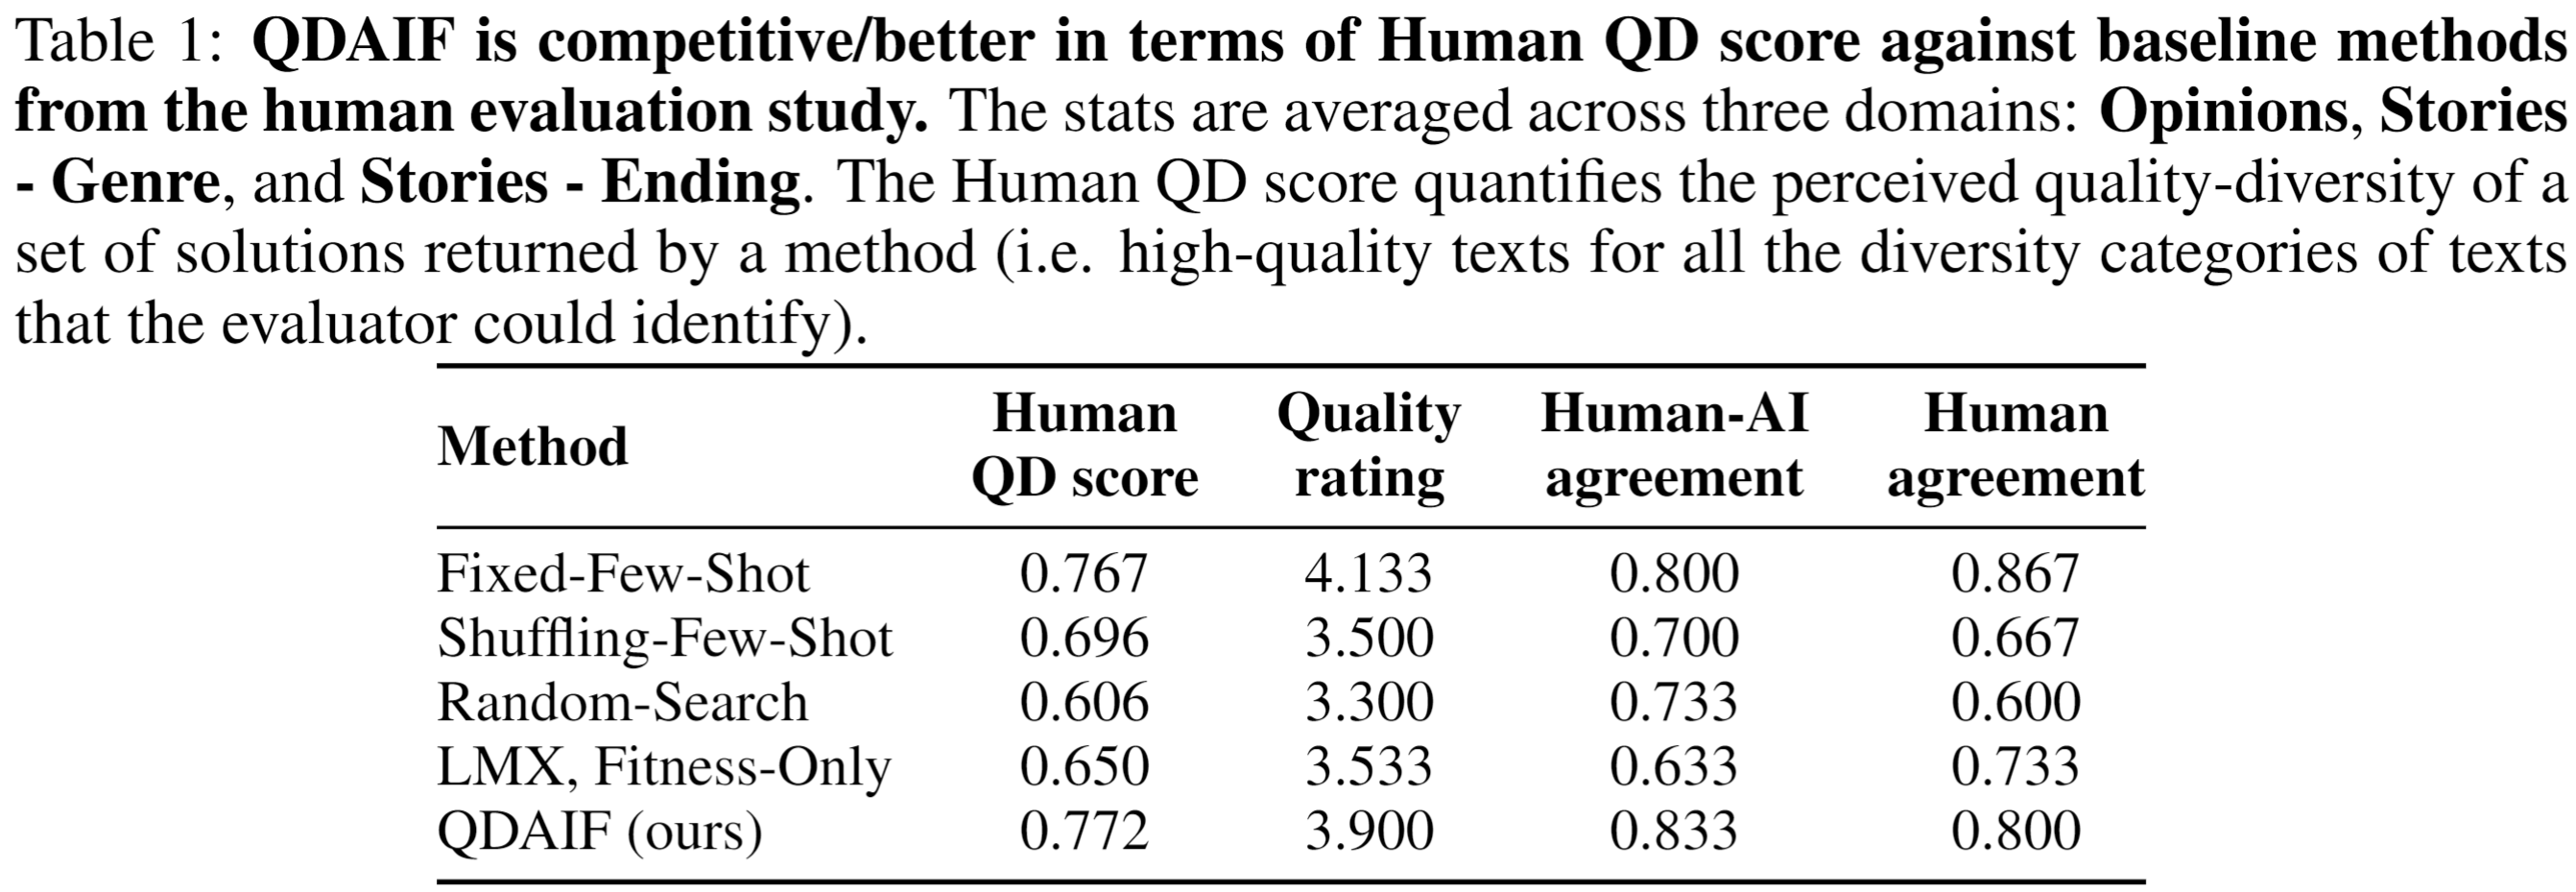 Table 1: QDAIF is competitive/better in terms of Human QD score against baseline methods
from the human evaluation study. The stats are averaged across three domains: Opinions, Stories
- Genre, and Stories - Ending. The Human QD score quantifies the perceived quality-diversity of a
set of solutions returned by a method (i.e. high-quality texts for all the diversity categories of texts
that the evaluator could identify).
Method Human QD score Quality rating Human-AI agreement Human agreement
Fixed-Few-Shot 0.767 4.133 0.800 0.867
Shuffling-Few-Shot 0.696 3.500 0.700 0.667
Random-Search 0.606 3.300 0.733 0.600
LMX, Fitness-Only 0.650 3.533 0.633 0.733
QDAIF (ours) 0.772 3.900 0.833 0.800